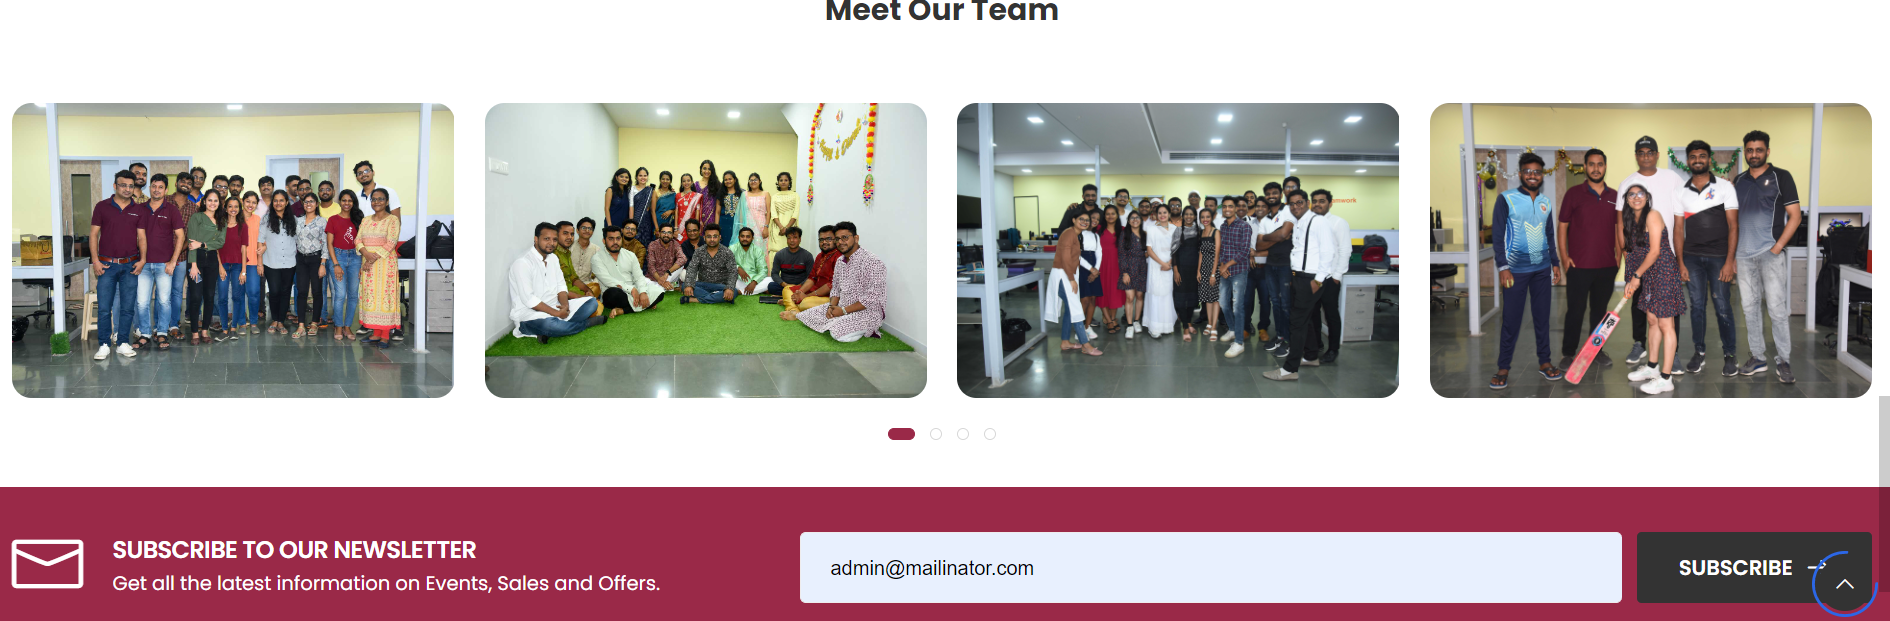 Meet Our Team
SUBSCRIBE TO OUR NEWSLETTER
Get all the latest information on Events, Sales and Offers.
admin@mailinator.com
SUBSCRIBE